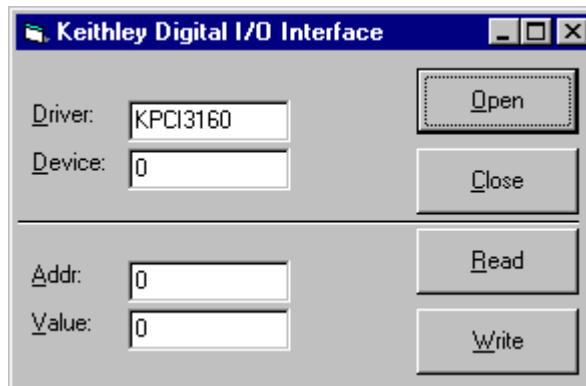 Keithley Digital I/O Interface
Driver: KPCI3160
Open
Device: 0
Close
Addr: 0
Read
Value: 0
Write